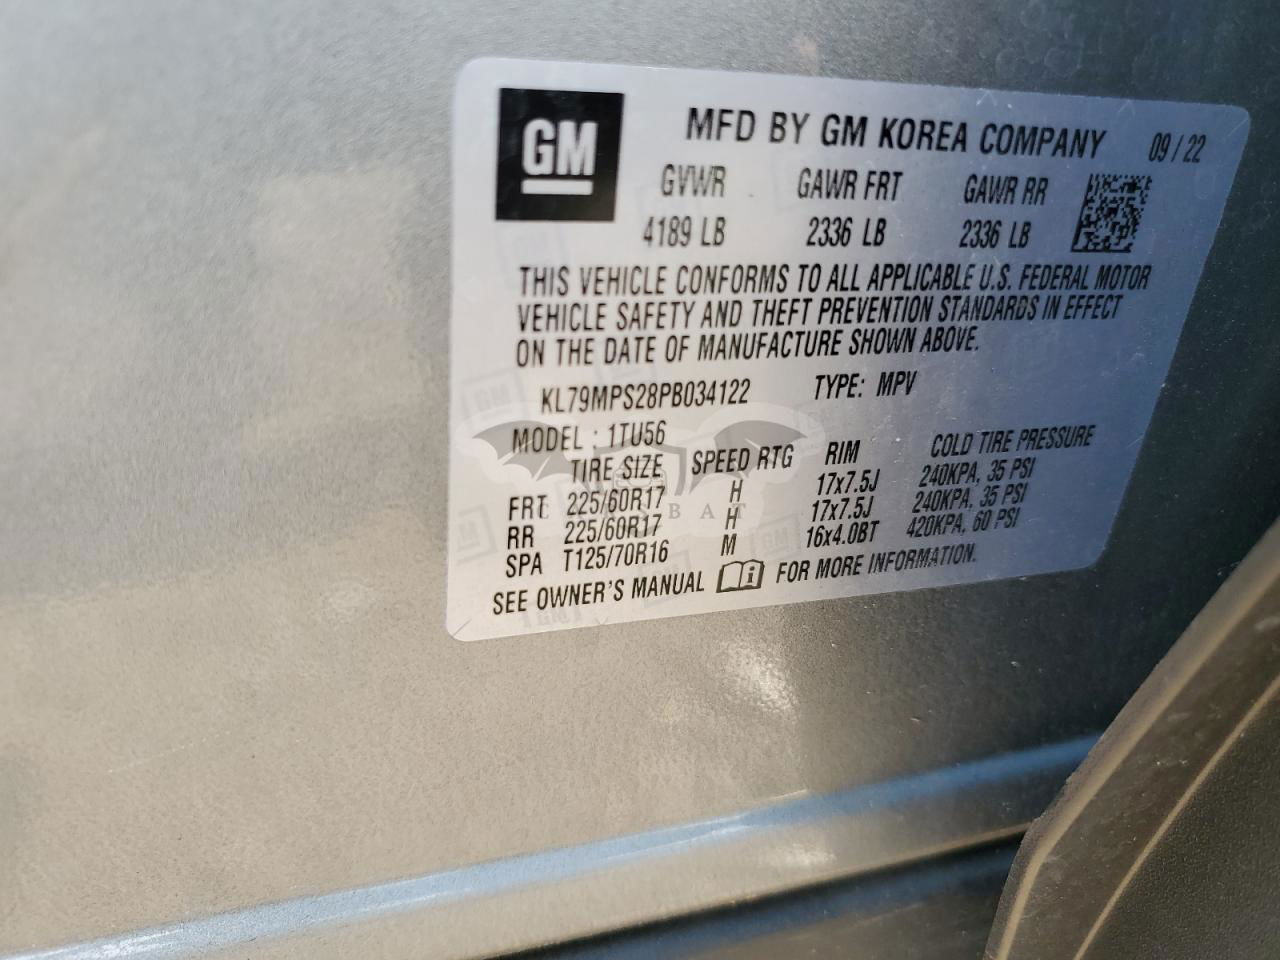 GM
MFD BY GM KOREA COMPANY 09 / 22
GVWR GAWR FRT GAWR RR
4189 LB 2336 LB 2336 LB
THIS VEHICLE CONFORMS TO ALL APPLICABLE U.S. FEDERAL MOTOR
VEHICLE SAFETY AND THEFT PREVENTION STANDARDS IN EFFECT
ON THE DATE OF MANUFACTURE SHOWN ABOVE.
KL79MPS28PB034122 TYPE: MPV
MODEL : 1TU56
TIRE SIZE SPEED RTG RIM COLD TIRE PRESSURE
FRT 225/60R17 H 17x7.5J 240KPA, 35 PSI
RR 225/60R17 H 17x7.5J 240KPA, 35 PSI
SPA T125/70R16 M 16x4.0BT 420KPA, 60 PSI
SEE OWNER'S MANUAL FOR MORE INFORMATION.